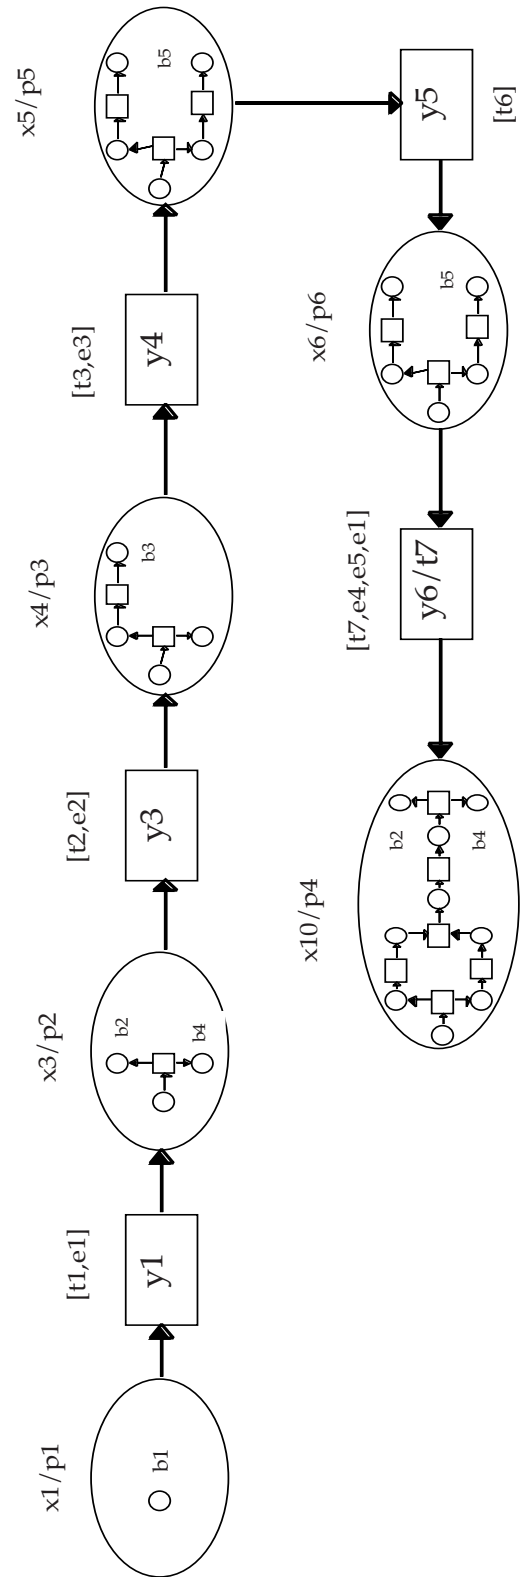 x1/p1
b1
[t1,e1]
y1
x3/p2
b2
b4
[t2,e2]
y3
x4/p3
b3
[t3,e3]
y4
x5/p5
b5
y5
[t6]
x6/p6
b5
[t7,e4,e5,e1]
y6/t7
x10/p4
b2
b4